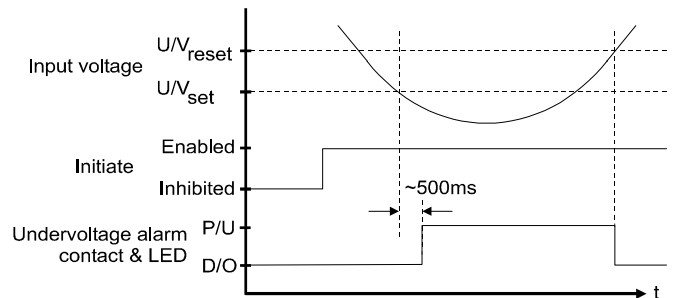 U/Vreset
Input voltage
U/Vset
Enabled
Initiate
Inhibited
~500ms
P/U
Undervoltage alarm
contact & LED
D/O
t